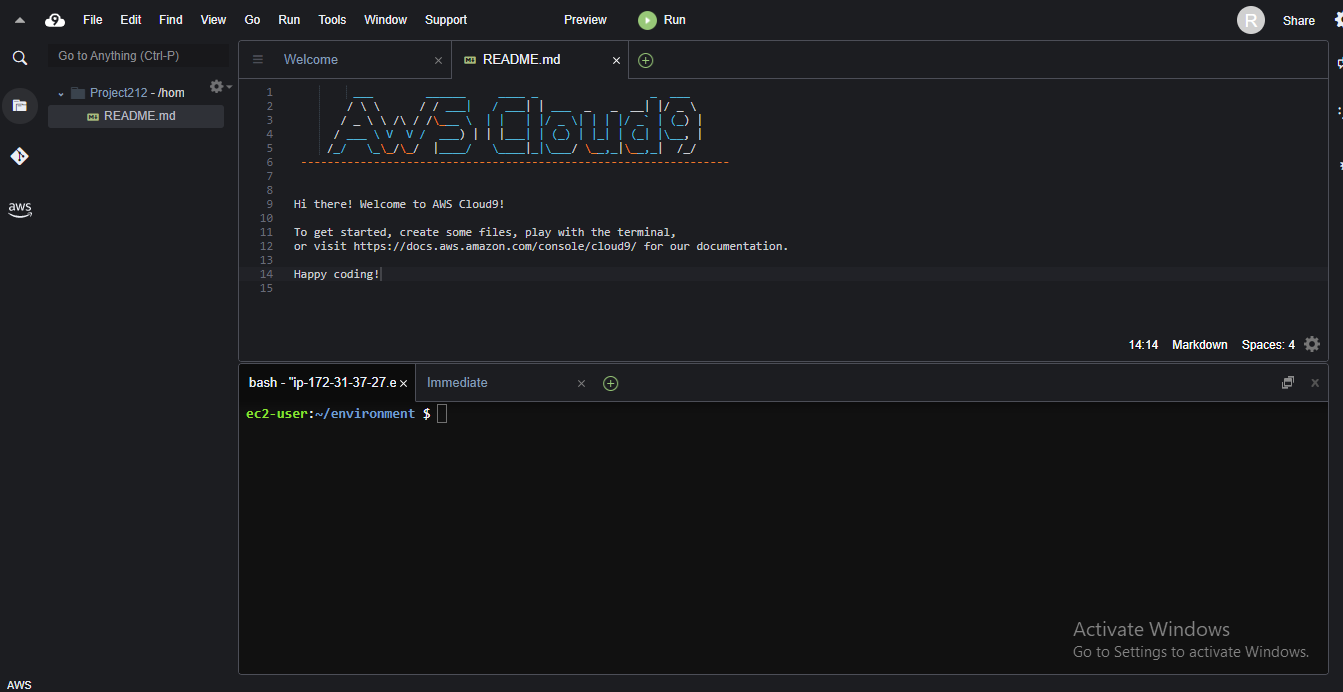 9 File Edit Find View Go Run Tools Window Support Preview Run R Share
Go to Anything (Ctrl-P)
Project212 - /hom
README.md
aws
AWS
Welcome README.md
1
2
3
4
5
6 -----------------------------------------------------------------
7
8
9 Hi there! Welcome to AWS Cloud9!
10
11 To get started, create some files, play with the terminal,
12 or visit https://docs.aws.amazon.com/console/cloud9/ for our documentation.
13
14 Happy coding!
15
AWS Cloud9
14:14 Markdown Spaces: 4
bash - "ip-172-31-37-27.e Immediate
ec2-user:~/environment $
Activate Windows
Go to Settings to activate Windows.